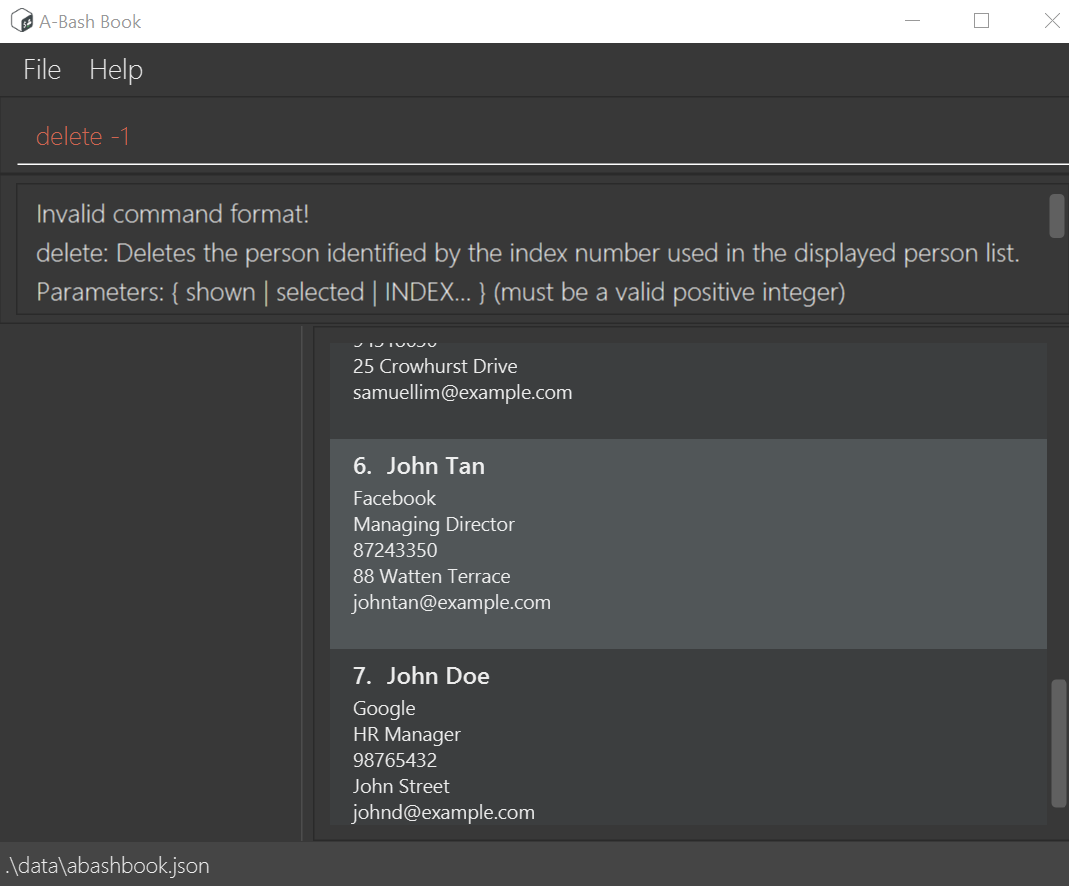 A-Bash Book
File Help
delete -1
Invalid command format!
delete: Deletes the person identified by the index number used in the displayed person list.
Parameters: { shown | selected | INDEX... } (must be a valid positive integer)
25 Crowhurst Drive
samuellim@example.com
6. John Tan
Facebook
Managing Director
87243350
88 Watten Terrace
johntan@example.com
7. John Doe
Google
HR Manager
98765432
John Street
johnd@example.com
.\data\abashbook.json